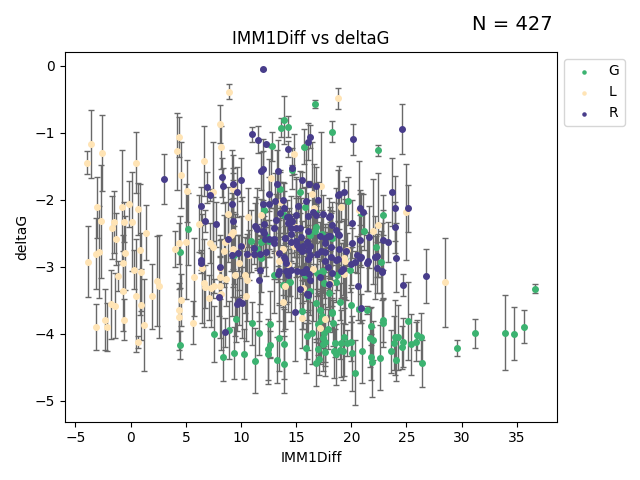 N = 427
IMM1Diff vs deltaG
G
L
R
deltaG
0
−1
−2
−3
−4
−5
−5 0 5 10 15 20 25 30 35
IMM1Diff